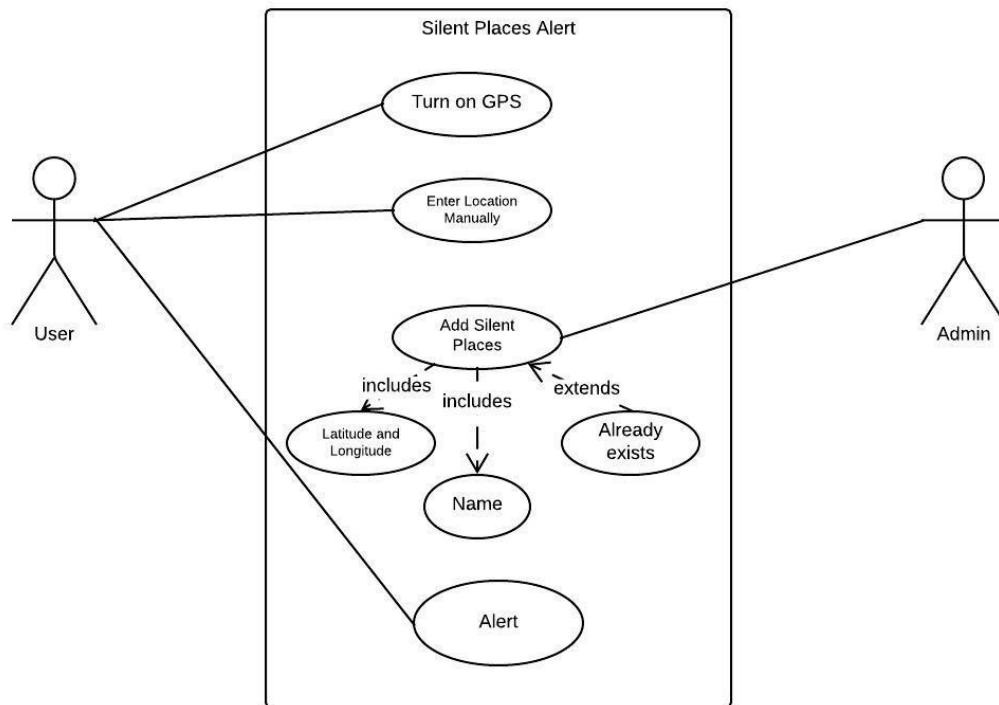 Silent Places Alert
Turn on GPS
Enter Location
Manually
User
Add Silent
Places
Admin
includes
includes
extends
Latitude and
Longitude
Already
exists
Name
Alert